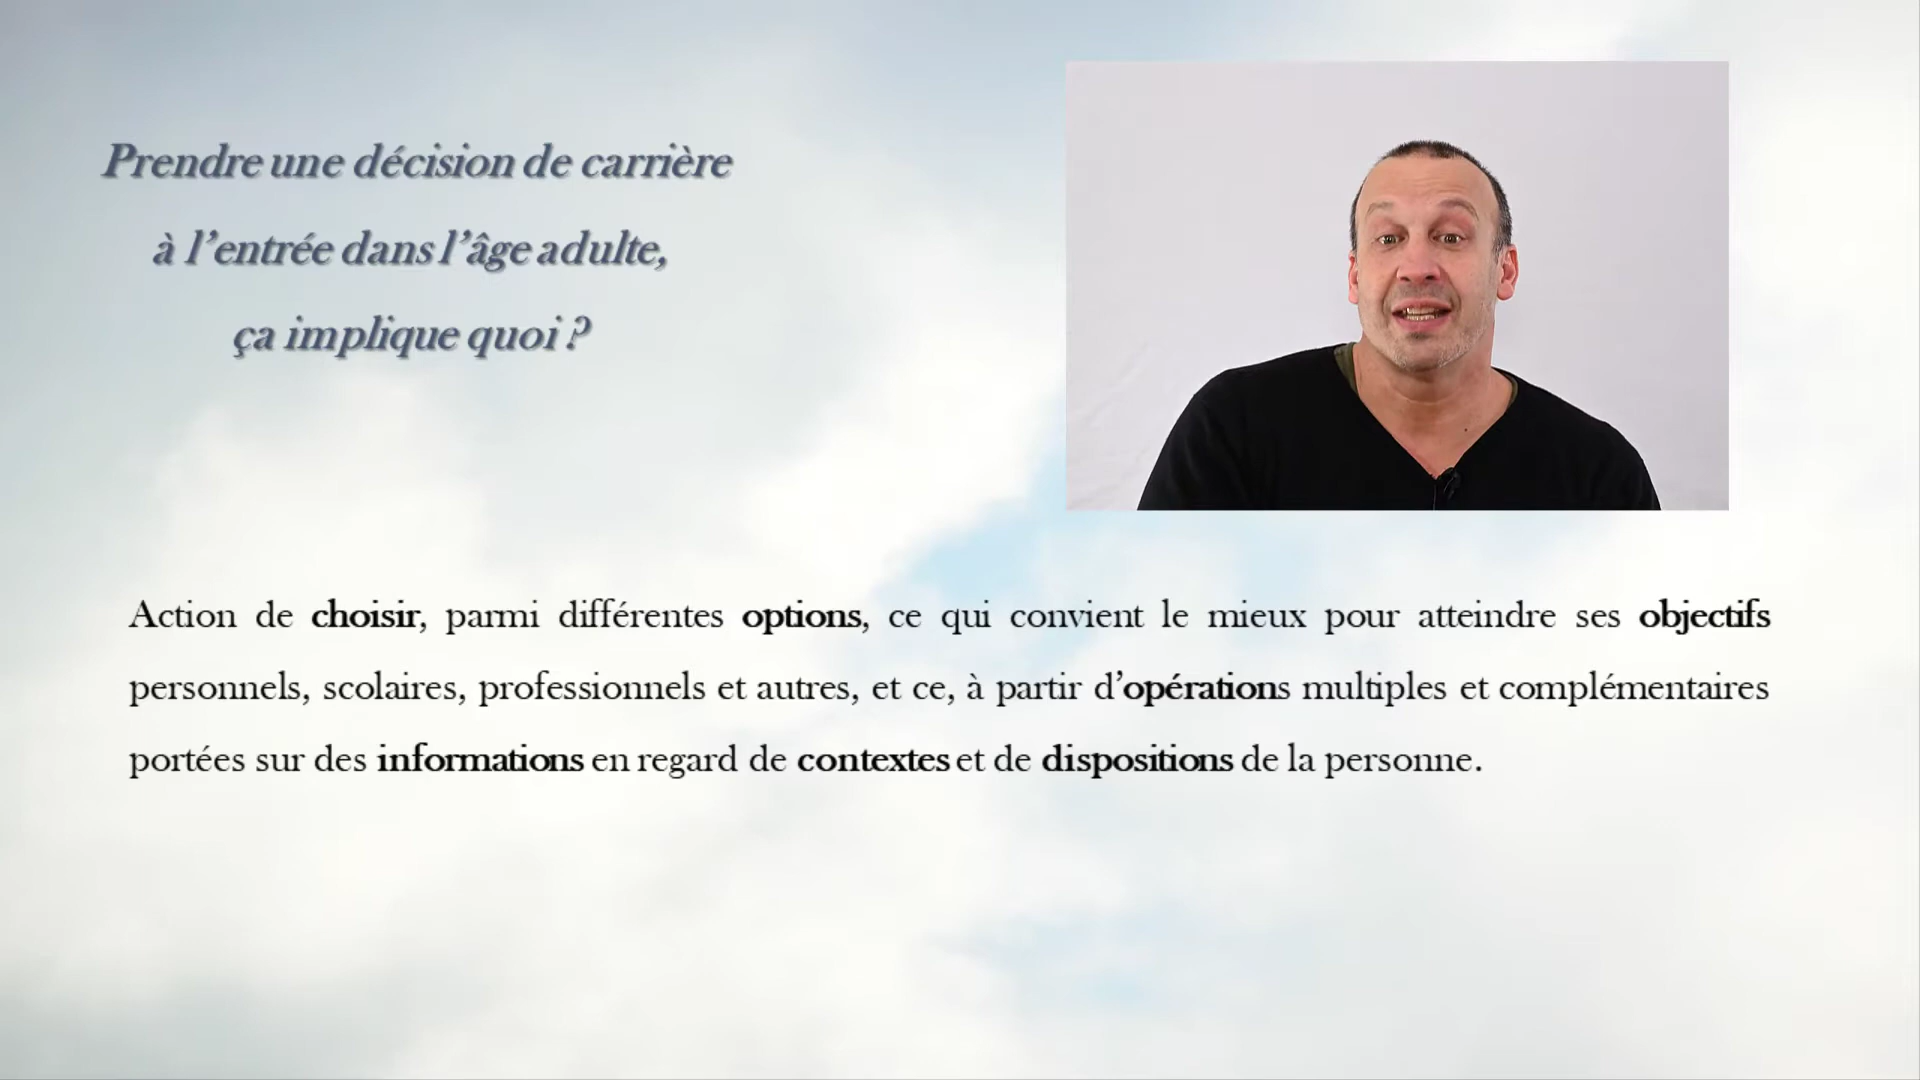 Prendre une décision de carrière
à l’entrée dans l’âge adulte,
ça implique quoi ?
Action de choisir, parmi différentes options, ce qui convient le mieux pour atteindre ses objectifs
personnels, scolaires, professionnels et autres, et ce, à partir d’opérations multiples et complémentaires
portées sur des informations en regard de contextes et de dispositions de la personne.